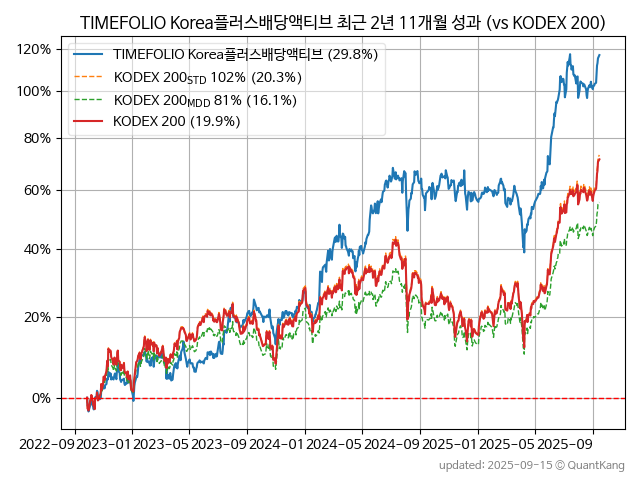 TIMEFOLIO Korea플러스배당액티브 최근 2년 11개월 성과 (vs KODEX 200)
120%
100%
80%
60%
40%
20%
0%
TIMEFOLIO Korea플러스배당액티브 (29.8%)
KODEX 200STD 102% (20.3%)
KODEX 200MDD 81% (16.1%)
KODEX 200 (19.9%)
2022-09 2023-01 2023-05 2023-09 2024-01 2024-05 2024-09 2025-01 2025-05 2025-09
updated: 2025-09-15 © QuantKang